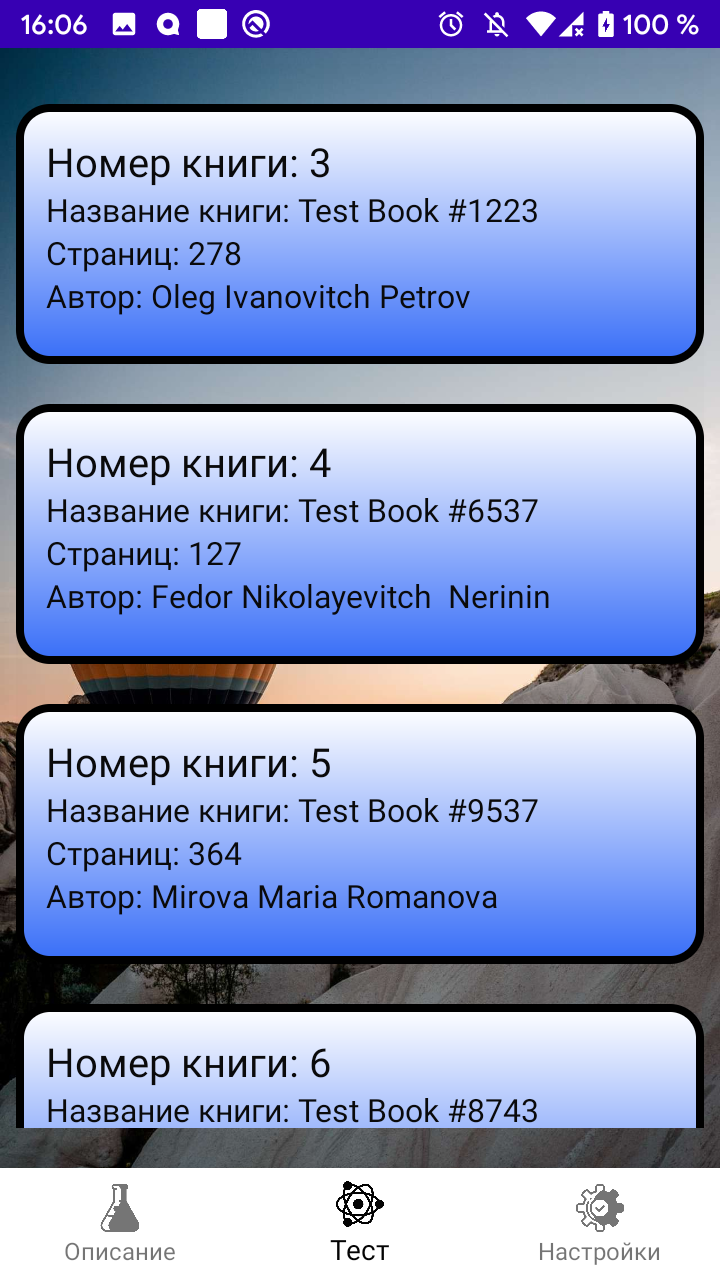 16:06
100 %
Номер книги: 3
Название книги: Test Book #1223
Страниц: 278
Автор: Oleg Ivanovitch Petrov
Номер книги: 4
Название книги: Test Book #6537
Страниц: 127
Автор: Fedor Nikolayevitch  Nerinin
Номер книги: 5
Название книги: Test Book #9537
Страниц: 364
Автор: Mirova Maria Romanova
Номер книги: 6
Название книги: Test Book #8743
Описание
Тест
Настройки